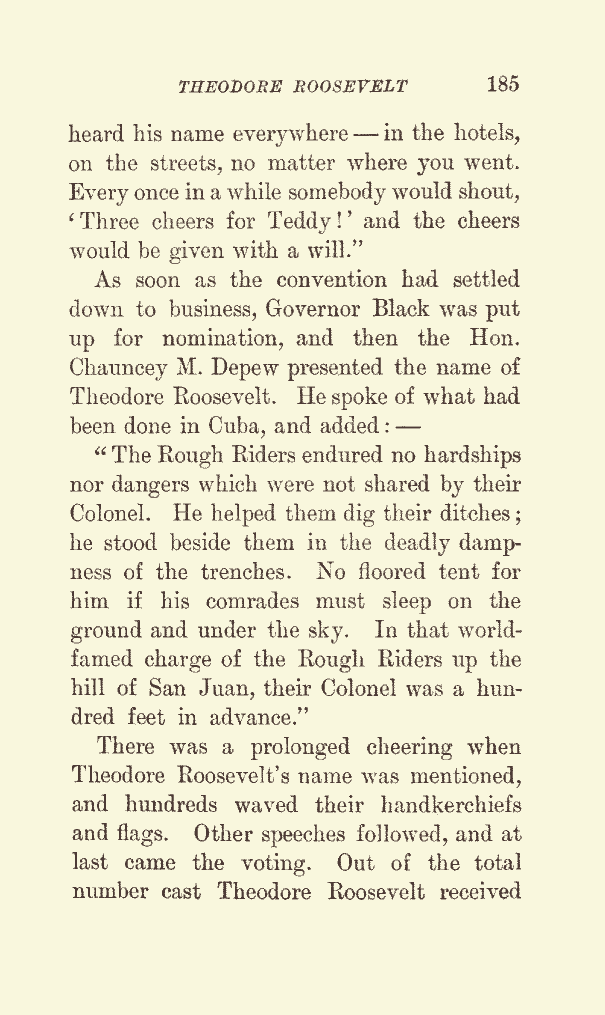 THEODORE ROOSEVELT 185
heard his name everywhere — in the hotels,
on the streets, no matter where you went.
Every once in a while somebody would shout,
‘Three cheers for Teddy!’ and the cheers
would be given with a will.”
As soon as the convention had settled
down to business, Governor Black was put
up for nomination, and then the Hon.
Chauncey M. Depew presented the name of
Theodore Roosevelt. He spoke of what had
been done in Cuba, and added: —
“The Rough Riders endured no hardships
nor dangers which were not shared by their
Colonel. He helped them dig their ditches;
he stood beside them in the deadly damp-
ness of the trenches. No floored tent for
him if his comrades must sleep on the
ground and under the sky. In that world-
famed charge of the Rough Riders up the
hill of San Juan, their Colonel was a hun-
dred feet in advance.”
There was a prolonged cheering when
Theodore Roosevelt’s name was mentioned,
and hundreds waved their handkerchiefs
and flags. Other speeches followed, and at
last came the voting. Out of the total
number cast Theodore Roosevelt received